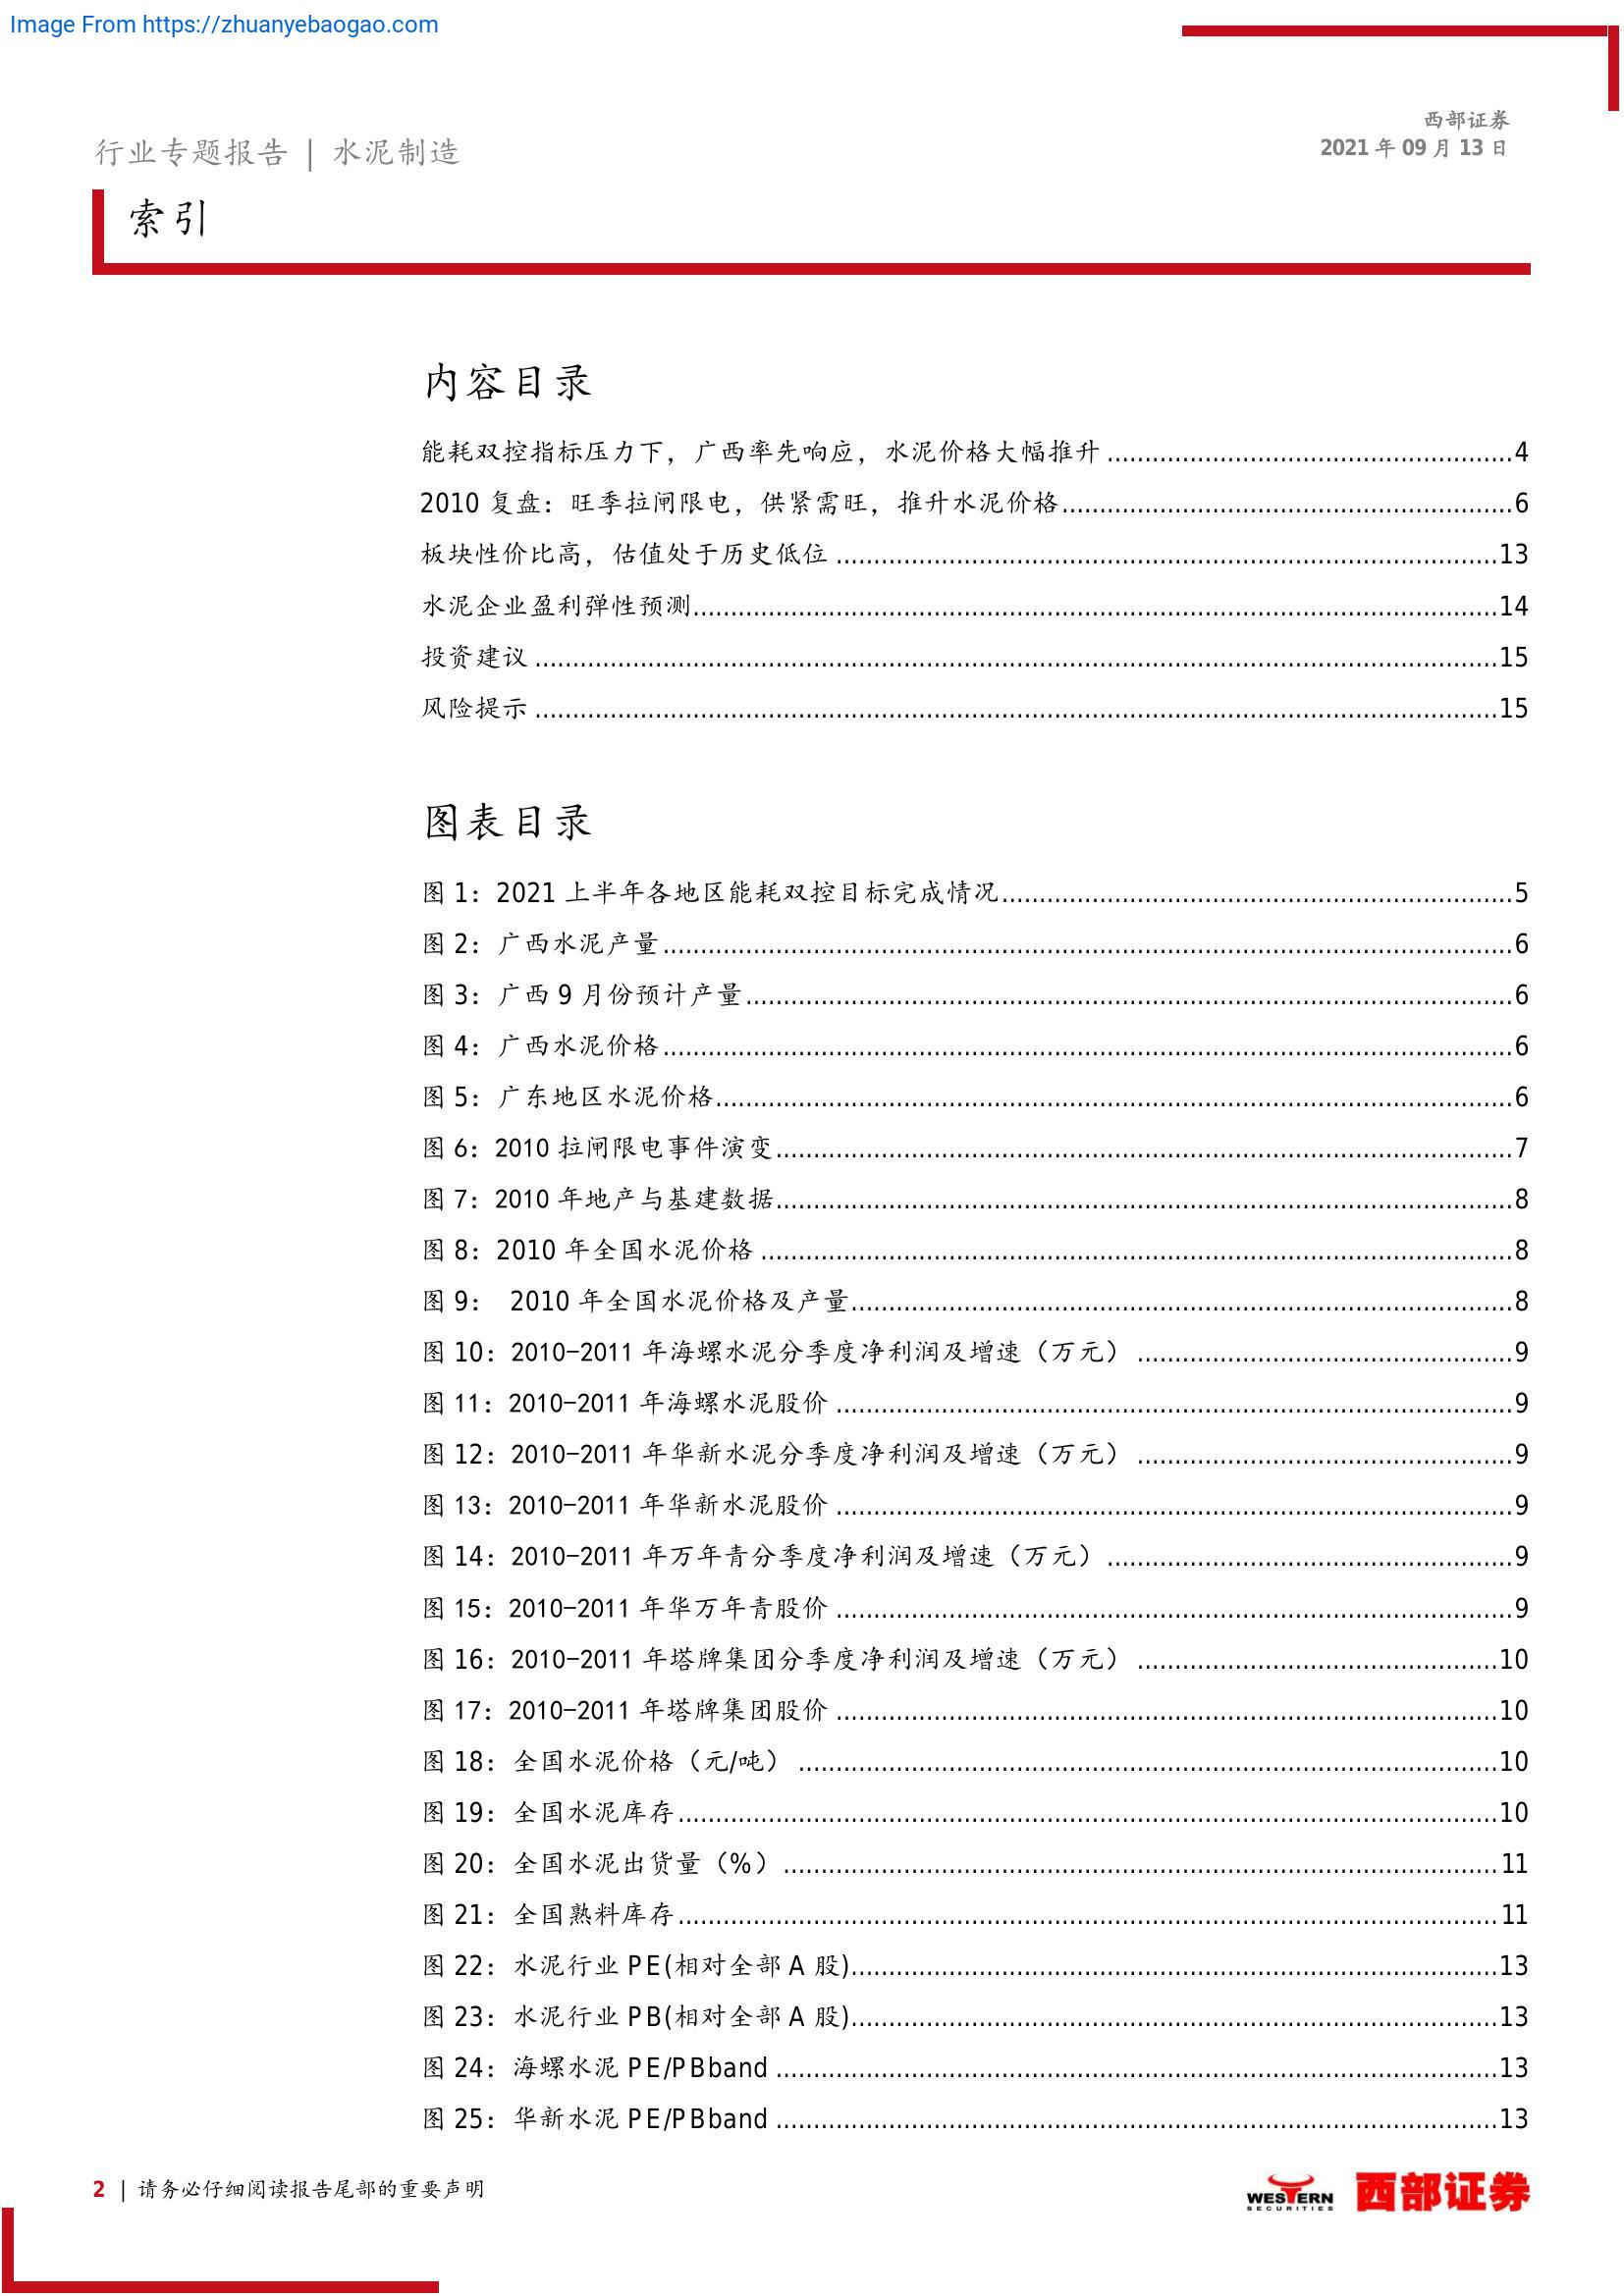 Image From https://zhuanyebaogao.com
西部证券
行业专题报告 | 水泥制造
2021 年 09 月 13 日
索引
内容目录
能耗双控指标压力下，广西率先响应，水泥价格大幅推升 ........ 4
2010 复盘：旺季拉闸限电，供紧需旺，推升水泥价格 ........ 6
板块性价比高，估值处于历史低位 ........ 13
水泥企业盈利弹性预测 ........ 14
投资建议 ........ 15
风险提示 ........ 15
图表目录
图 1：2021 上半年各地区能耗双控目标完成情况 ........ 5
图 2：广西水泥产量 ........ 6
图 3：广西 9 月份预计产量 ........ 6
图 4：广西水泥价格 ........ 6
图 5：广东地区水泥价格 ........ 6
图 6：2010 拉闸限电事件演变 ........ 7
图 7：2010 年地产与基建数据 ........ 8
图 8：2010 年全国水泥价格 ........ 8
图 9： 2010 年全国水泥价格及产量 ........ 8
图 10：2010-2011 年海螺水泥分季度净利润及增速（万元） ........ 9
图 11：2010-2011 年海螺水泥股价 ........ 9
图 12：2010-2011 年华新水泥分季度净利润及增速（万元） ........ 9
图 13：2010-2011 年华新水泥股价 ........ 9
图 14：2010-2011 年万年青分季度净利润及增速（万元） ........ 9
图 15：2010-2011 年华万年青股价 ........ 9
图 16：2010-2011 年塔牌集团分季度净利润及增速（万元） ........ 10
图 17：2010-2011 年塔牌集团股价 ........ 10
图 18：全国水泥价格（元/吨） ........ 10
图 19：全国水泥库存 ........ 10
图 20：全国水泥出货量（%） ........ 11
图 21：全国熟料库存 ........ 11
图 22：水泥行业 PE(相对全部 A 股) ........ 13
图 23：水泥行业 PB(相对全部 A 股) ........ 13
图 24：海螺水泥 PE/PBband ........ 13
图 25：华新水泥 PE/PBband ........ 13
2 | 请务必仔细阅读报告尾部的重要声明
WESTERN
SECURITIES
西部证券